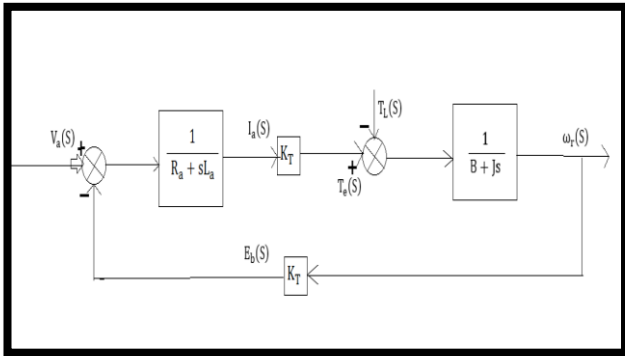 V_a(S)
+
−
1
R_a + sL_a
I_a(S)
K_T
T_L(S)
−
+
T_e(S)
1
B + Js
ω_r(S)
E_b(S)
K_T